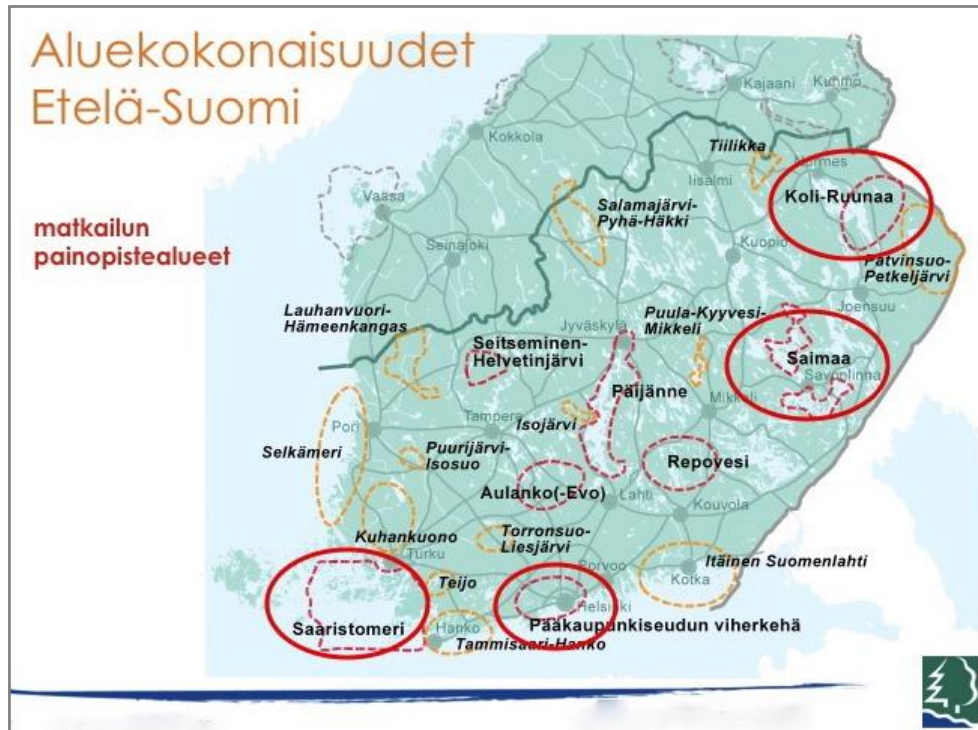 Aluekokonaisuudet
Etelä-Suomi
matkailun
painopistealueet
Kajaani
Kuhmo
Kokkola
Tiilikka
Nurmes
Iisalmi
Koli-Ruunaa
Vaasa
Salamajärvi-
Pyhä-Häkki
Seinäjoki
Kuopio
Patvinsuo-
Petkeljärvi
Joensuu
Lauhanvuori-
Hämeenkangas
Jyväskylä
Puula-Kyyvesi-
Mikkeli
Seitseminen-
Helvetinjärvi
Saimaa
Savonlinna
Päijänne
Mikkeli
Tampere
Isojärvi
Pori
Selkämeri
Puurijärvi-
Isosuo
Repovesi
Aulanko(-Evo)
Lahti
Kouvola
Kuhankuono
Torronsuo-
Liesjärvi
Turku
Porvoo
Itäinen Suomenlahti
Kotka
Teijo
Helsinki
Saaristomeri
Pääkaupunkiseudun viherkehä
Hanko
Tammisaari-Hanko